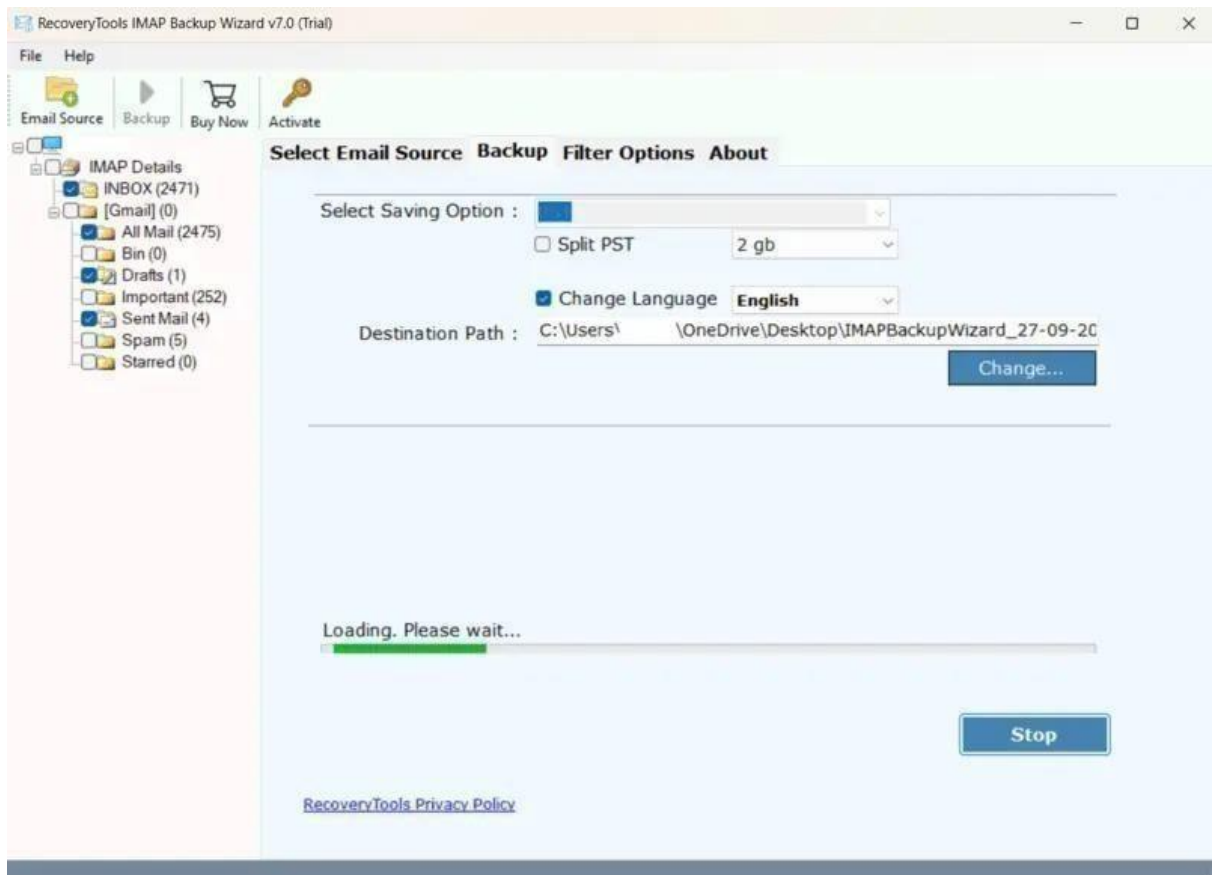 RecoveryTools IMAP Backup Wizard v7.0 (Trial)
File Help
Email Source Backup Buy Now Activate
IMAP Details
INBOX (2471)
[Gmail] (0)
All Mail (2475)
Bin (0)
Drafts (1)
Important (252)
Sent Mail (4)
Spam (5)
Starred (0)
Select Email Source Backup Filter Options About
Select Saving Option :
Split PST 2 gb
Change Language English
Destination Path : C:\Users\ \OneDrive\Desktop\IMAPBackupWizard_27-09-20
Change...
Loading. Please wait...
Stop
RecoveryTools Privacy Policy